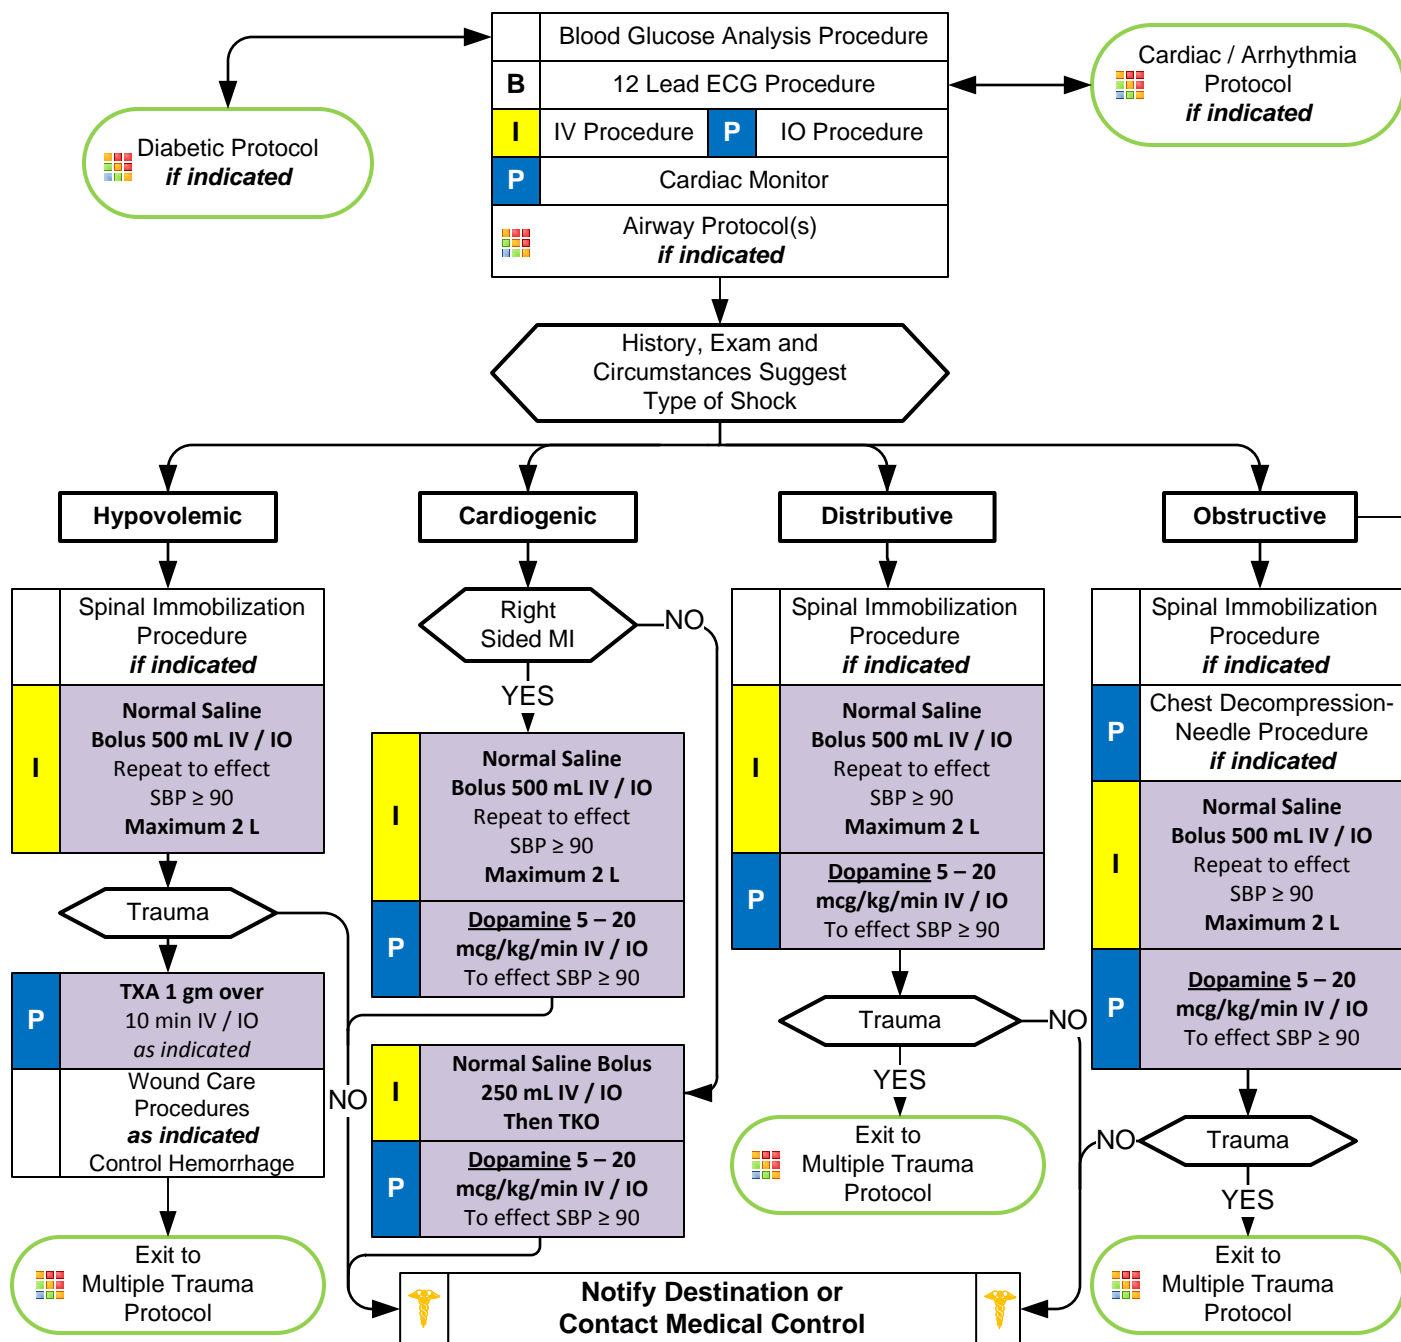 Blood Glucose Analysis Procedure
B
12 Lead ECG Procedure
I
IV Procedure
P
IO Procedure
P
Cardiac Monitor
Airway Protocol(s)
if indicated
Diabetic Protocol
if indicated
Cardiac / Arrhythmia
Protocol
if indicated
History, Exam and
Circumstances Suggest
Type of Shock
Hypovolemic
Cardiogenic
Distributive
Obstructive
Spinal Immobilization
Procedure
if indicated
I
Normal Saline
Bolus 500 mL IV / IO
Repeat to effect
SBP ≥ 90
Maximum 2 L
Trauma
NO
P
TXA 1 gm over
10 min IV / IO
as indicated
Wound Care
Procedures
as indicated
Control Hemorrhage
Exit to
Multiple Trauma
Protocol
Right
Sided MI
NO
YES
I
Normal Saline
Bolus 500 mL IV / IO
Repeat to effect
SBP ≥ 90
Maximum 2 L
P
Dopamine 5 – 20
mcg/kg/min IV / IO
To effect SBP ≥ 90
I
Normal Saline Bolus
250 mL IV / IO
Then TKO
P
Dopamine 5 – 20
mcg/kg/min IV / IO
To effect SBP ≥ 90
Spinal Immobilization
Procedure
if indicated
I
Normal Saline
Bolus 500 mL IV / IO
Repeat to effect
SBP ≥ 90
Maximum 2 L
P
Dopamine 5 – 20
mcg/kg/min IV / IO
To effect SBP ≥ 90
Trauma
NO
YES
Exit to
Multiple Trauma
Protocol
Spinal Immobilization
Procedure
if indicated
P
Chest Decompression-
Needle Procedure
if indicated
I
Normal Saline
Bolus 500 mL IV / IO
Repeat to effect
SBP ≥ 90
Maximum 2 L
P
Dopamine 5 – 20
mcg/kg/min IV / IO
To effect SBP ≥ 90
NO
Trauma
YES
Exit to
Multiple Trauma
Protocol
Notify Destination or
Contact Medical Control